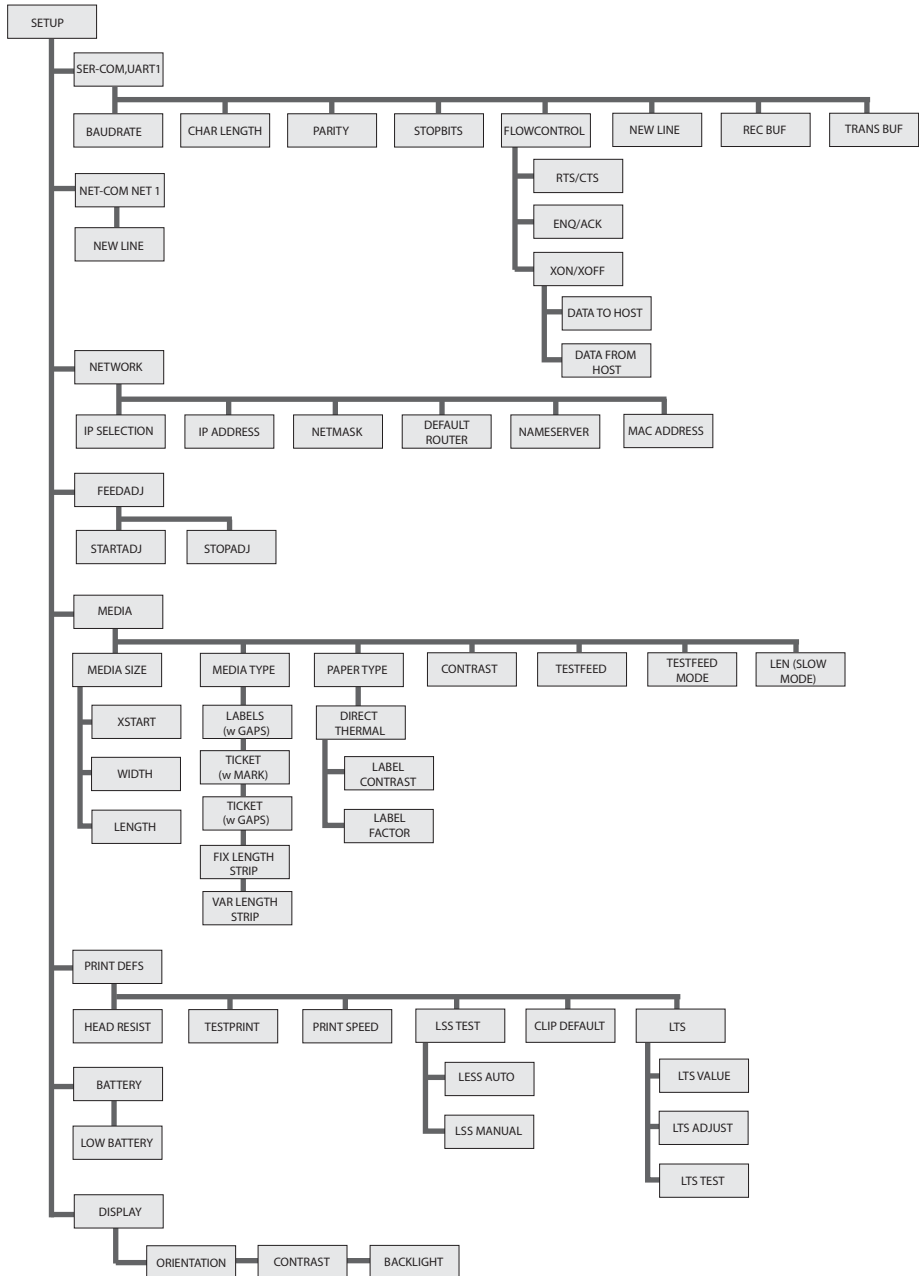 SETUP
SER-COM,UART1
BAUDRATE
CHAR LENGTH
PARITY
STOPBITS
FLOWCONTROL
NEW LINE
REC BUF
TRANS BUF
RTS/CTS
ENQ/ACK
XON/XOFF
DATA TO HOST
DATA FROM
HOST
NET-COM NET 1
NEW LINE
NETWORK
IP SELECTION
IP ADDRESS
NETMASK
DEFAULT
ROUTER
NAMESERVER
MAC ADDRESS
FEEDADJ
STARTADJ
STOPADJ
MEDIA
MEDIA SIZE
MEDIA TYPE
PAPER TYPE
CONTRAST
TESTFEED
TESTFEED
MODE
LEN (SLOW
MODE)
XSTART
WIDTH
LENGTH
LABELS
(w GAPS)
TICKET
(w MARK)
TICKET
(w GAPS)
FIX LENGTH
STRIP
VAR LENGTH
STRIP
DIRECT
THERMAL
LABEL
CONTRAST
LABEL
FACTOR
PRINT DEFS
HEAD RESIST
TESTPRINT
PRINT SPEED
LSS TEST
CLIP DEFAULT
LTS
LESS AUTO
LSS MANUAL
LTS VALUE
LTS ADJUST
LTS TEST
BATTERY
LOW BATTERY
DISPLAY
ORIENTATION
CONTRAST
BACKLIGHT